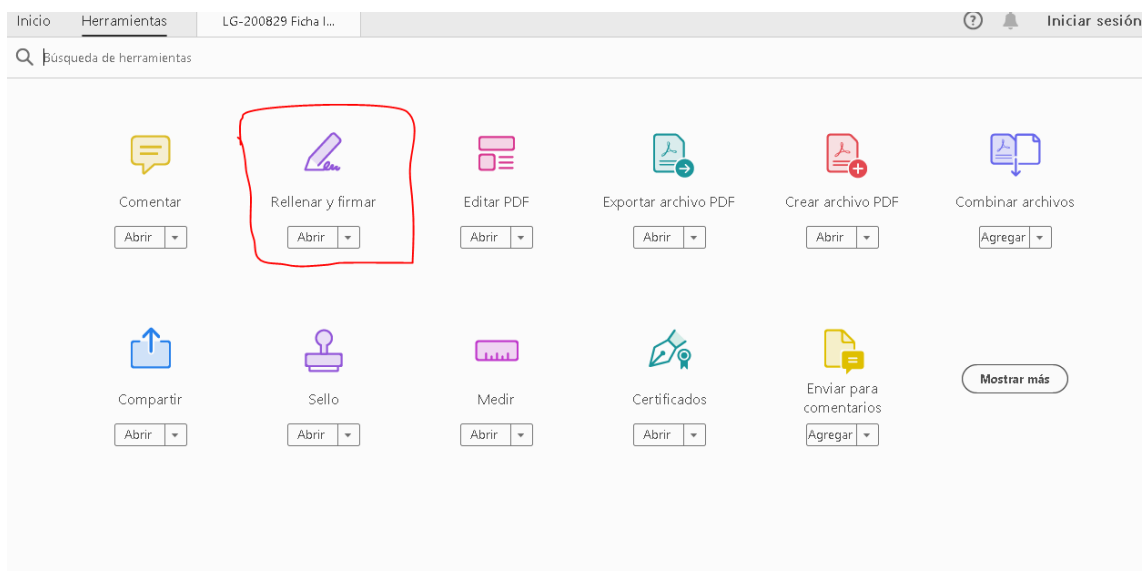 Inicio Herramientas LG-200829 Ficha I... Iniciar sesión
Búsqueda de herramientas
Comentar Rellenar y firmar Editar PDF Exportar archivo PDF Crear archivo PDF Combinar archivos
Abrir Abrir Abrir Abrir Abrir Agregar
Compartir Sello Medir Certificados Enviar para
comentarios
Mostrar más
Abrir Abrir Abrir Abrir Agregar